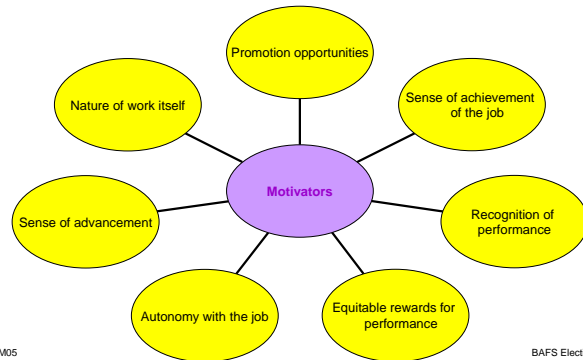 Promotion opportunities
Nature of work itself
Sense of achievement
of the job
Motivators
Sense of advancement
Recognition of
performance
Autonomy with the job
Equitable rewards for
performance
M05
BAFS Elect